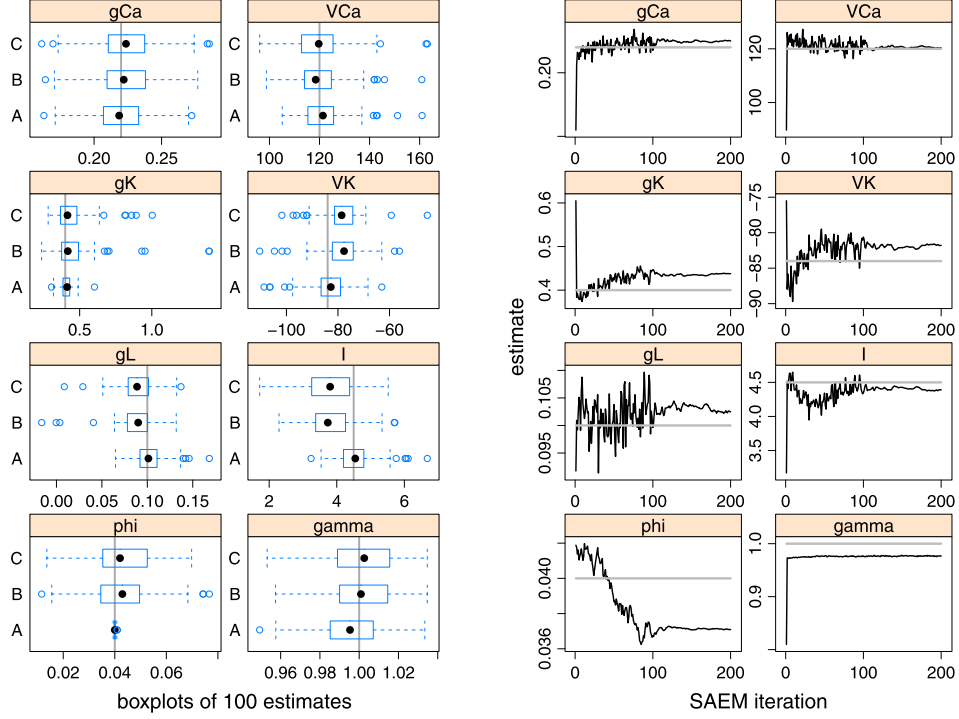 gCa VCa
C
B
A
0.20 0.25 100 120 140 160
gK VK
C
B
A
0.5 1.0 −100 −80 −60
gL I
C
B
A
0.00 0.05 0.10 0.15 2 4 6
phi gamma
C
B
A
0.02 0.04 0.06 0.96 0.98 1.00 1.02
boxplots of 100 estimates
estimate
gCa VCa
0.20
100 120
0 100 200 0 100 200
gK VK
0.4 0.5 0.6
−90 −85 −80 −75
0 100 200 0 100 200
gL I
0.095 0.105
3.5 4.0 4.5
0 100 200 0 100 200
phi gamma
0.036 0.040
0.9 1.0
0 100 200 0 100 200
SAEM iteration